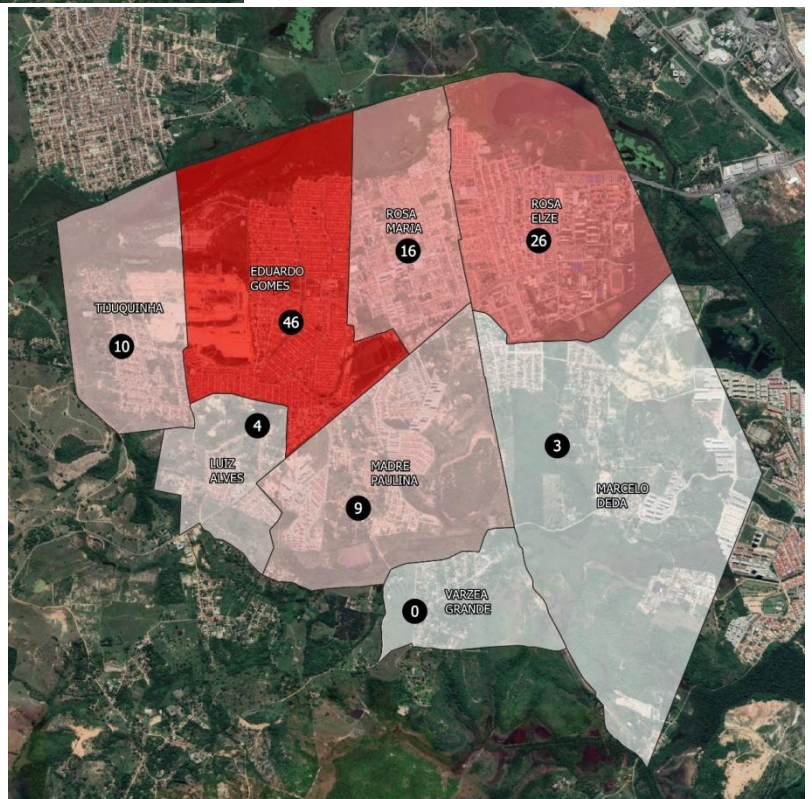 ROSA
MARIA
16
ROSA
ELZE
26
EDUARDO
GOMES
46
TIJUQUINHA
10
4
LUIZ
ALVES
MADRE
PAULINA
9
3
MARCELO
DEDA
VARZEA
GRANDE
0